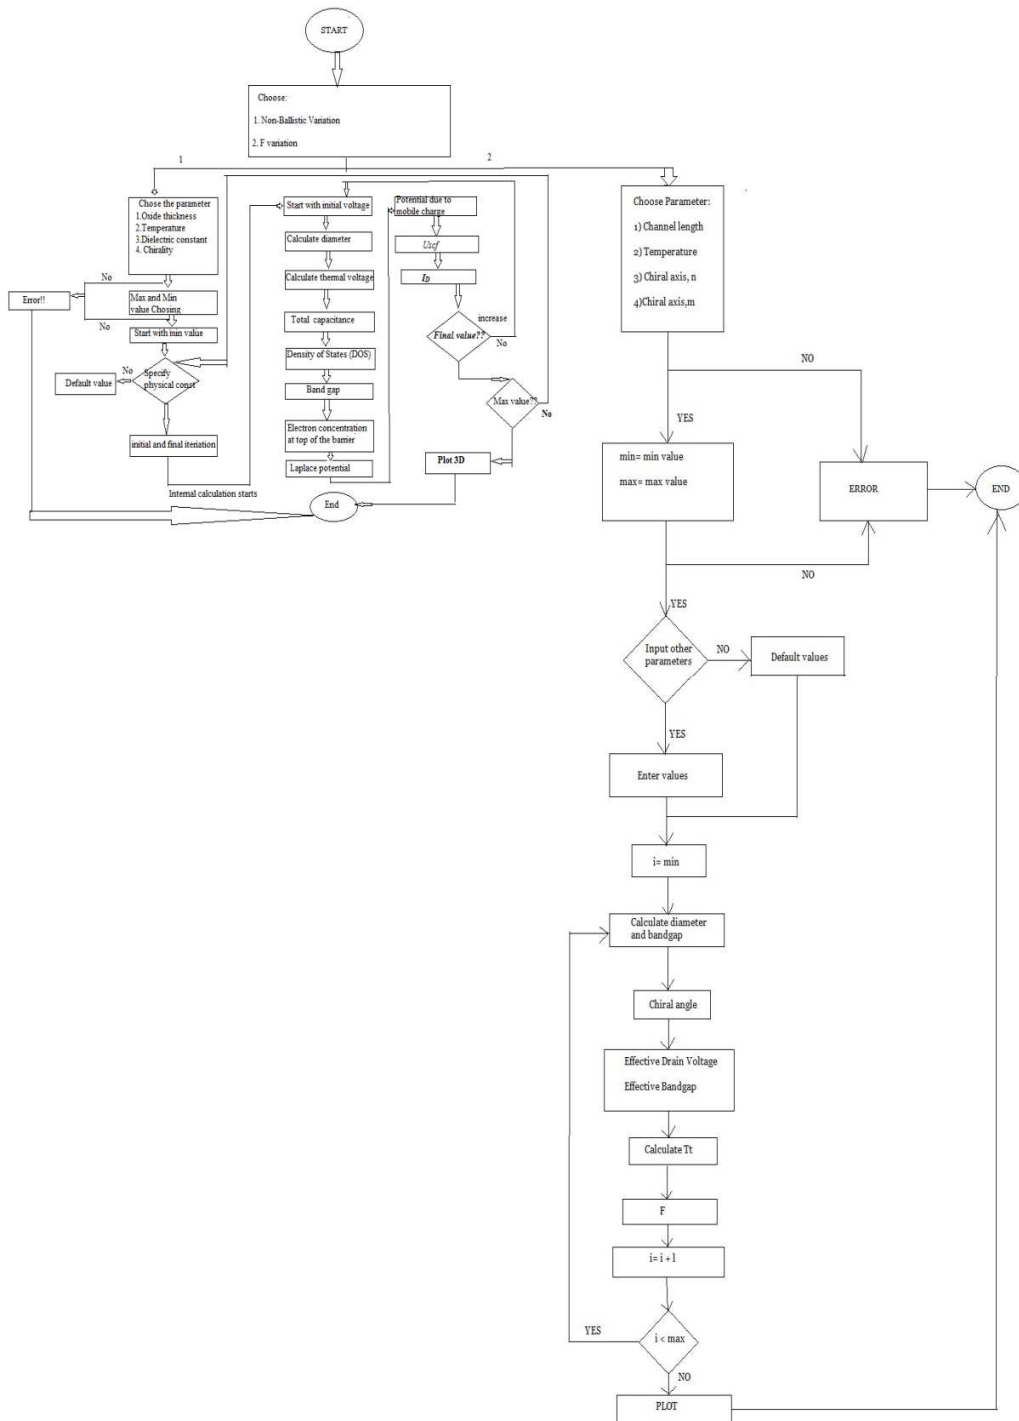 START
Choose:
1. Non-Ballistic Variation
2. F variation
1
2
Chose the parameter
1.Oxide thickness
2.Temperature
3.Dielectric constant
4. Chirality
No
Error!!
Max and Min
value Chosing
No
Start with min value
Specify
physical const
No
Default value
initial and final iteriation
Internal calculation starts
Start with initial voltage
Calculate diameter
Calculate thermal voltage
Total capacitance
Density of States (DOS)
Band gap
Electron concentration
at top of the barrier
Laplace potential
Potential due to
mobile charge
Uscf
ID
increase
Final value??
No
Max value??
No
Plot 3D
End
Choose Parameter:
1) Channel length
2) Temperature
3) Chiral axis, n
4)Chiral axis,m
NO
YES
min= min value
max= max value
ERROR
END
NO
YES
Input other
parameters
NO
Default values
YES
Enter values
i= min
Calculate diameter
and bandgap
Chiral angle
Effective Drain Voltage
Effective Bandgap
Calculate Tt
F
i= i + 1
YES
i < max
NO
PLOT